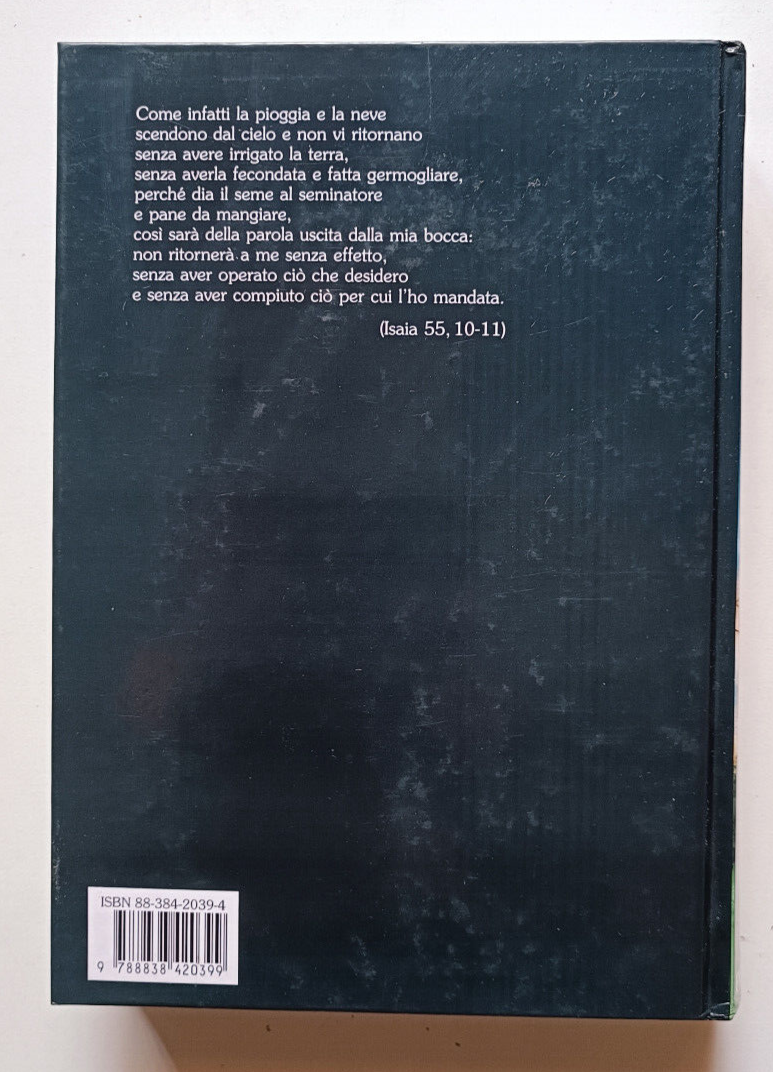 Come infatti la pioggia e la neve
scendono dal cielo e non vi ritornano
senza avere irrigato la terra,
senza averla fecondata e fatta germogliare,
perché dia il seme al seminatore
e pane da mangiare,
così sarà della parola uscita dalla mia bocca:
non ritornerà a me senza effetto,
senza aver operato ciò che desidero
e senza aver compiuto ciò per cui l'ho mandata.
(Isaia 55, 10-11)
ISBN 88-384-2039-4
9 788838 420399